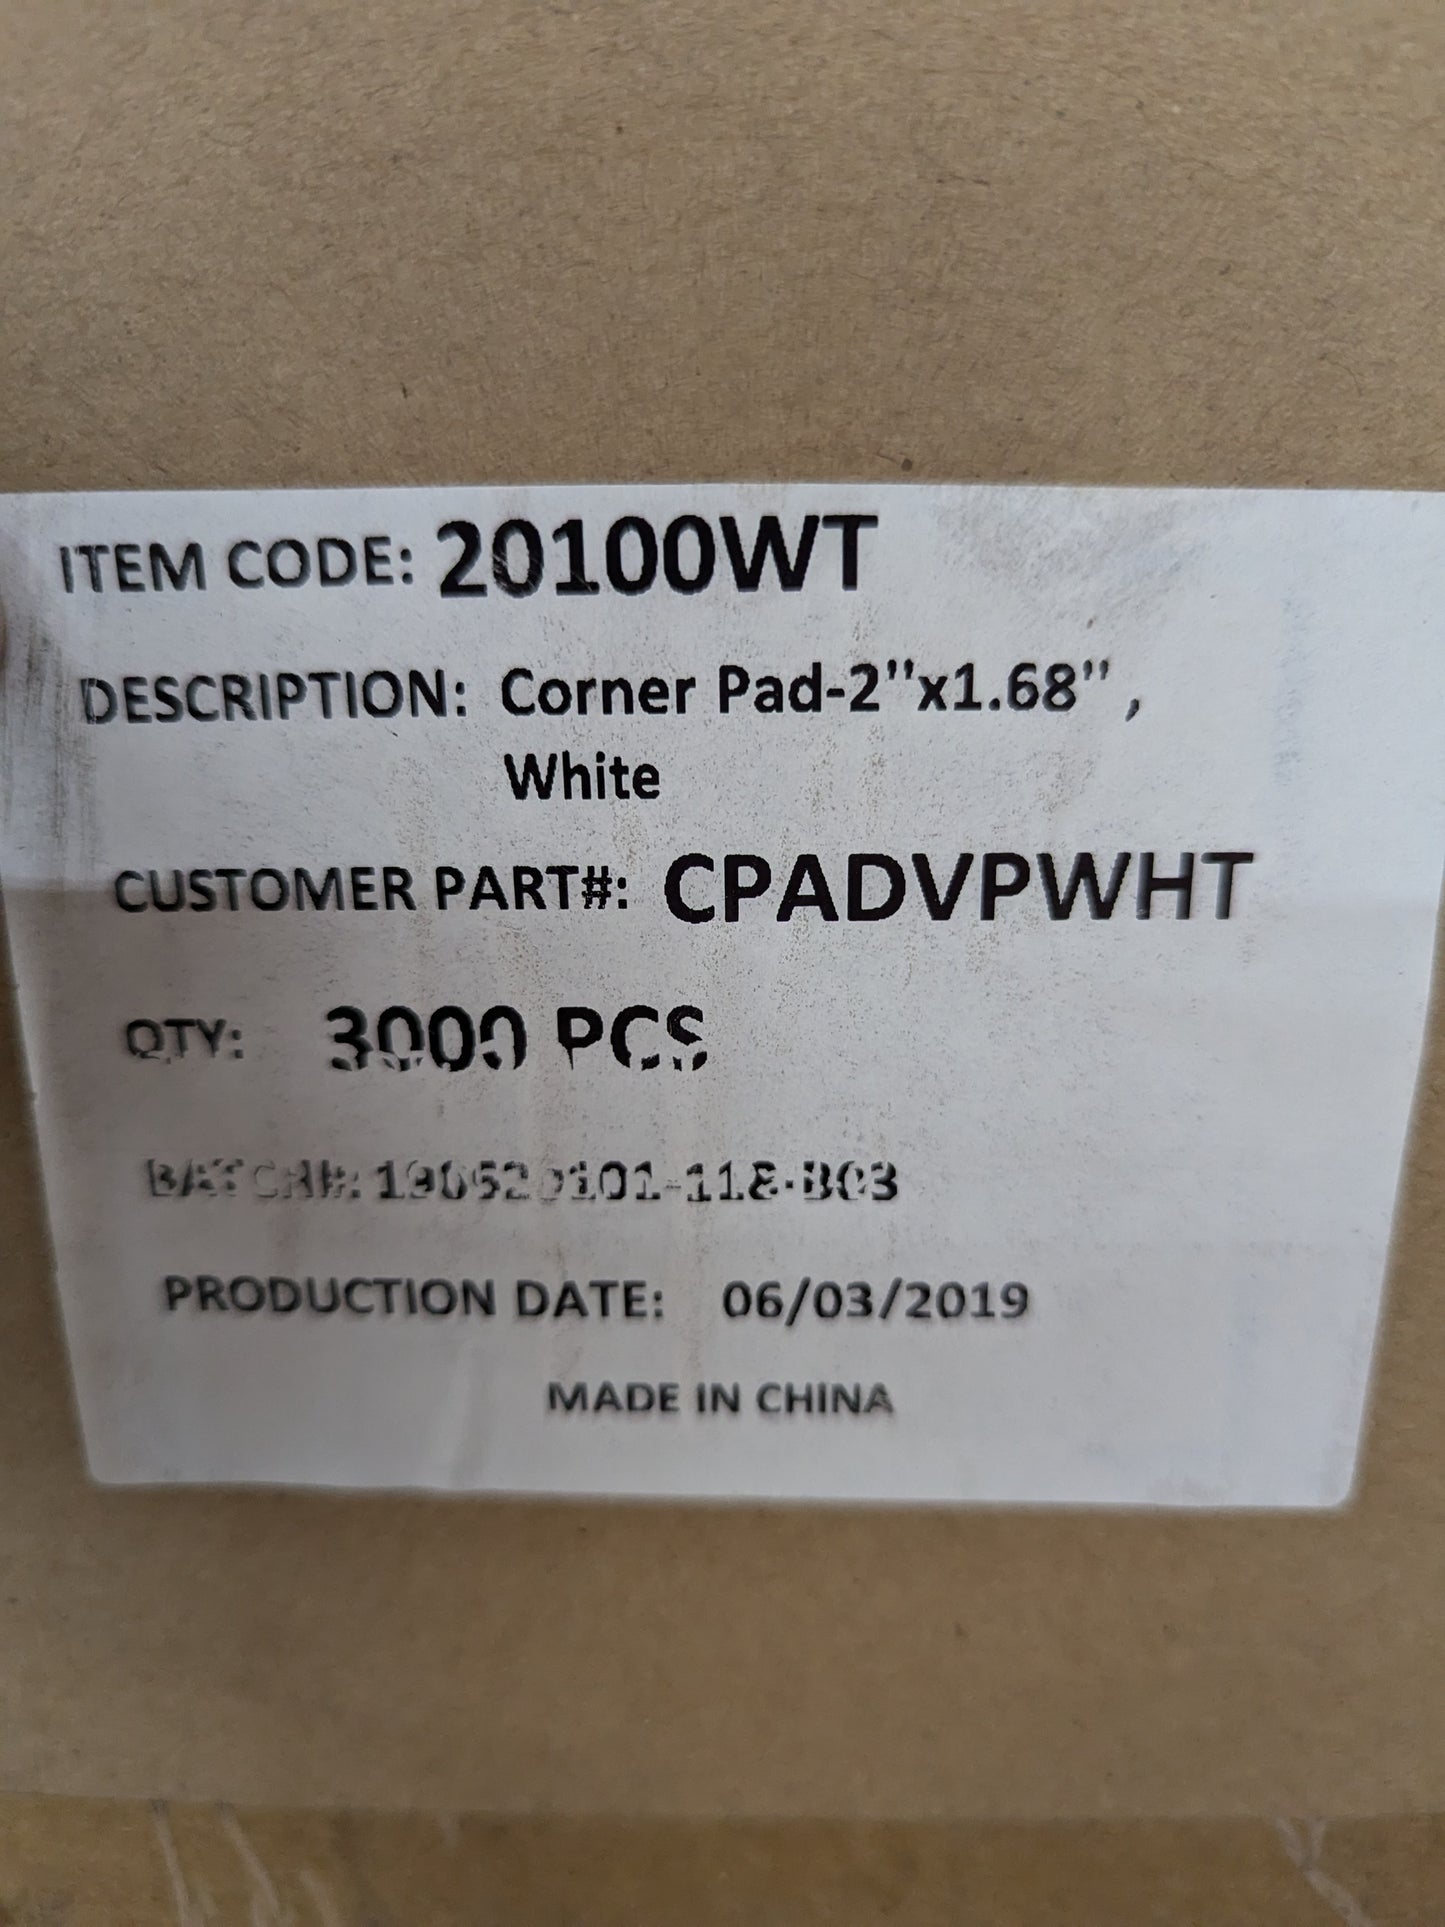 ITEM CODE: 20100WT
DESCRIPTION: Corner Pad-2''x1.68'' ,
White
CUSTOMER PART#: CPADVPWHT
QTY: 3000 PCS
BATCH#:
PRODUCTION DATE: 06/03/2019
MADE IN CHINA